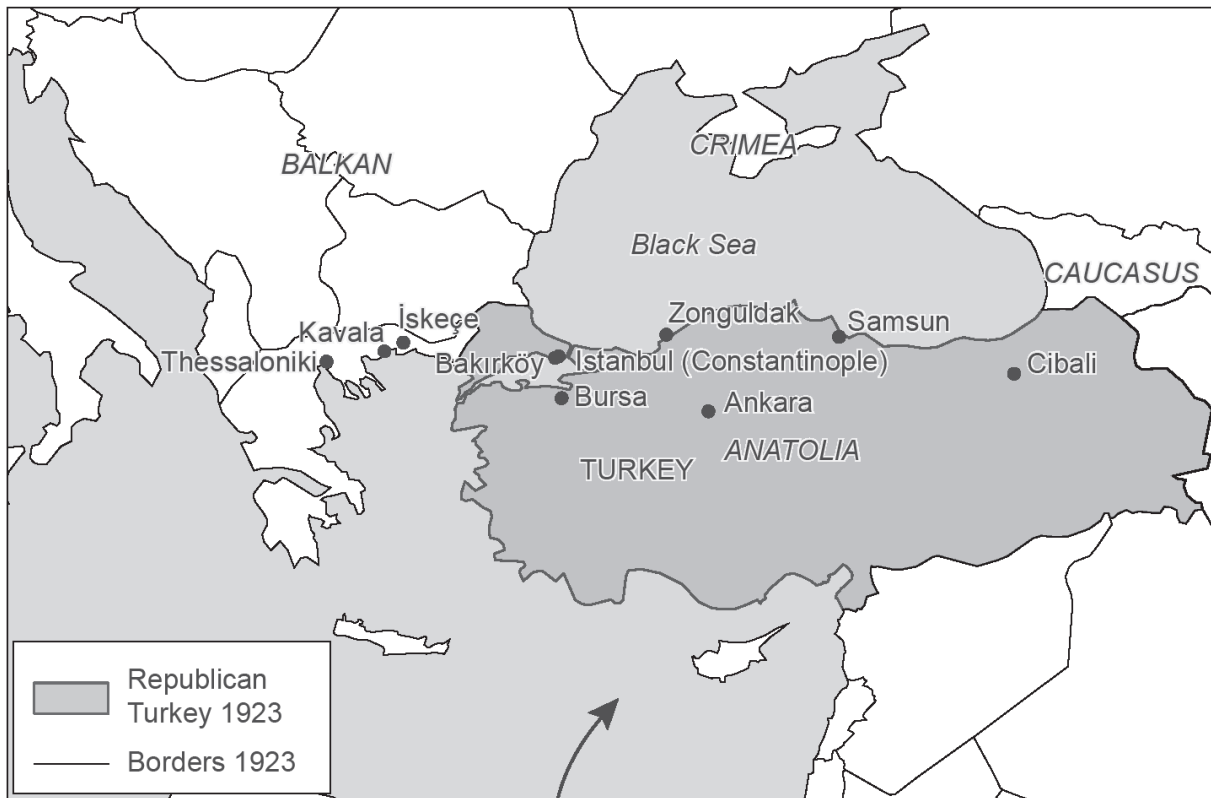 CRIMEA
BALKAN
Black Sea
CAUCASUS
Zonguldak
Samsun
İskeçe
Kavala
Thessaloniki
Bakırköy
Istanbul (Constantinople)
Cibali
Bursa
Ankara
ANATOLIA
TURKEY
Republican
Turkey 1923
Borders 1923